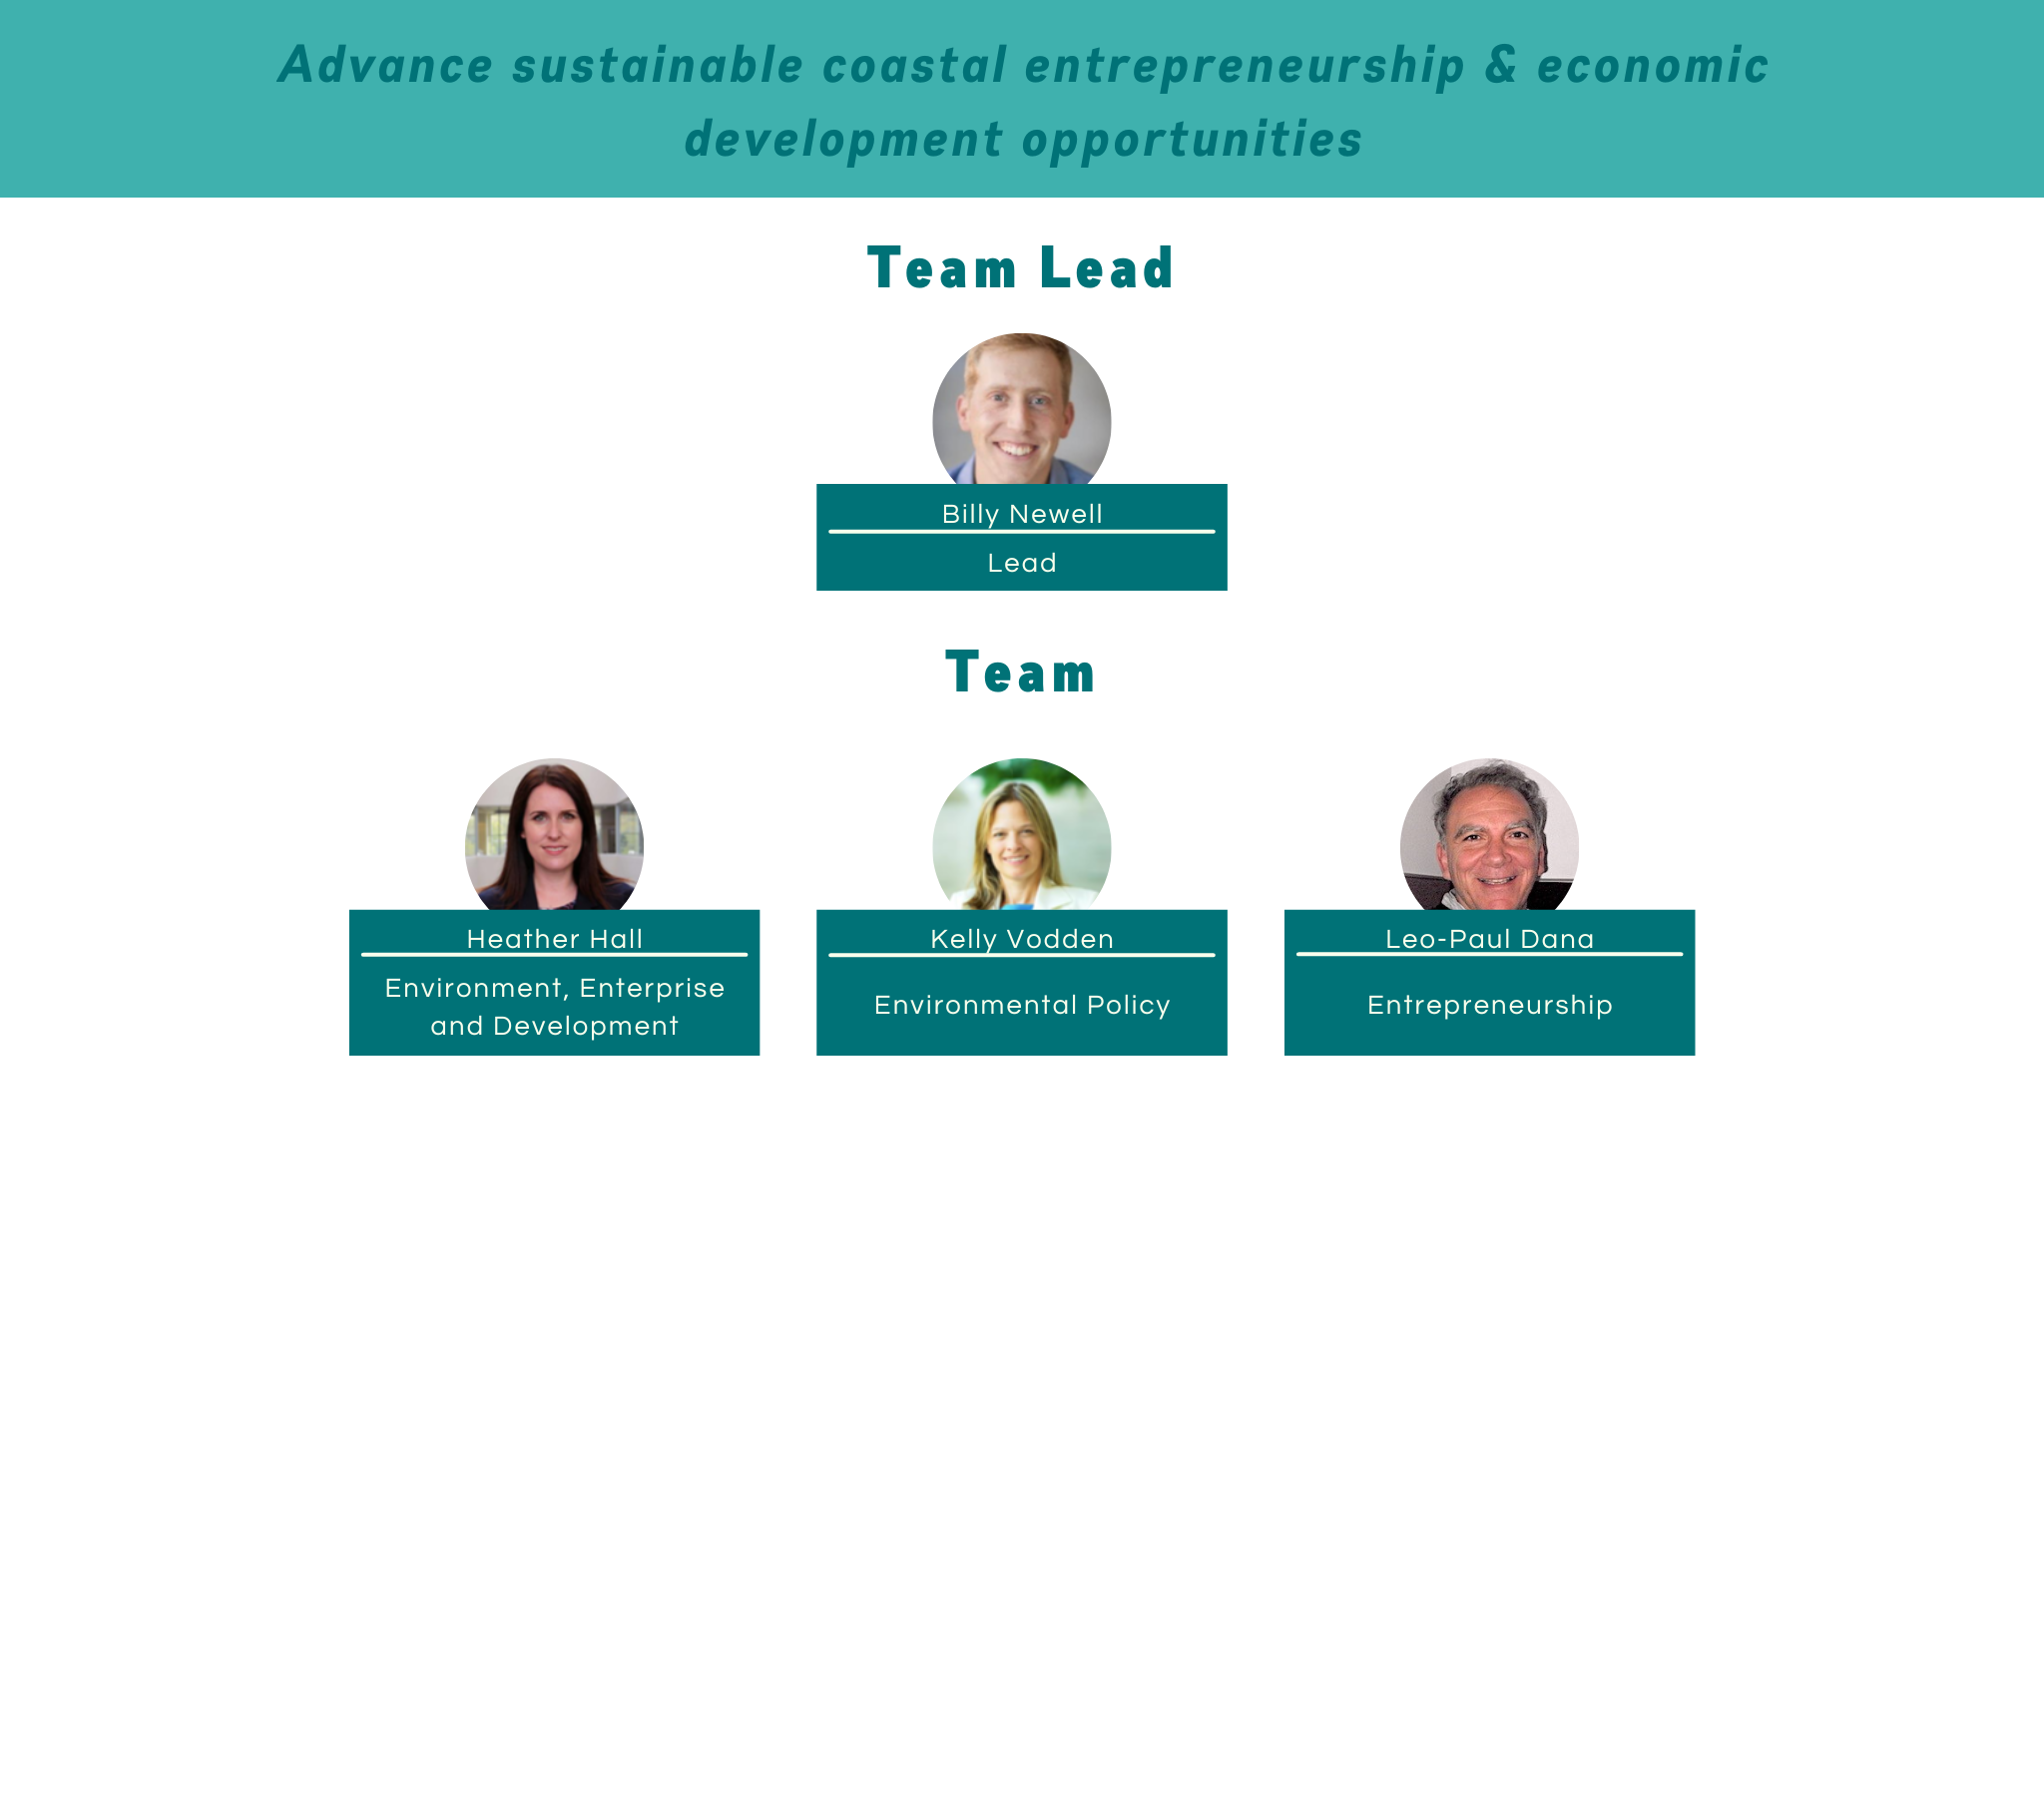 Advance sustainable coastal entrepreneurship & economic
development opportunities
Team Lead
Billy Newell
Lead
Team
Heather Hall
Environment, Enterprise
and Development
Kelly Vodden
Environmental Policy
Leo-Paul Dana
Entrepreneurship